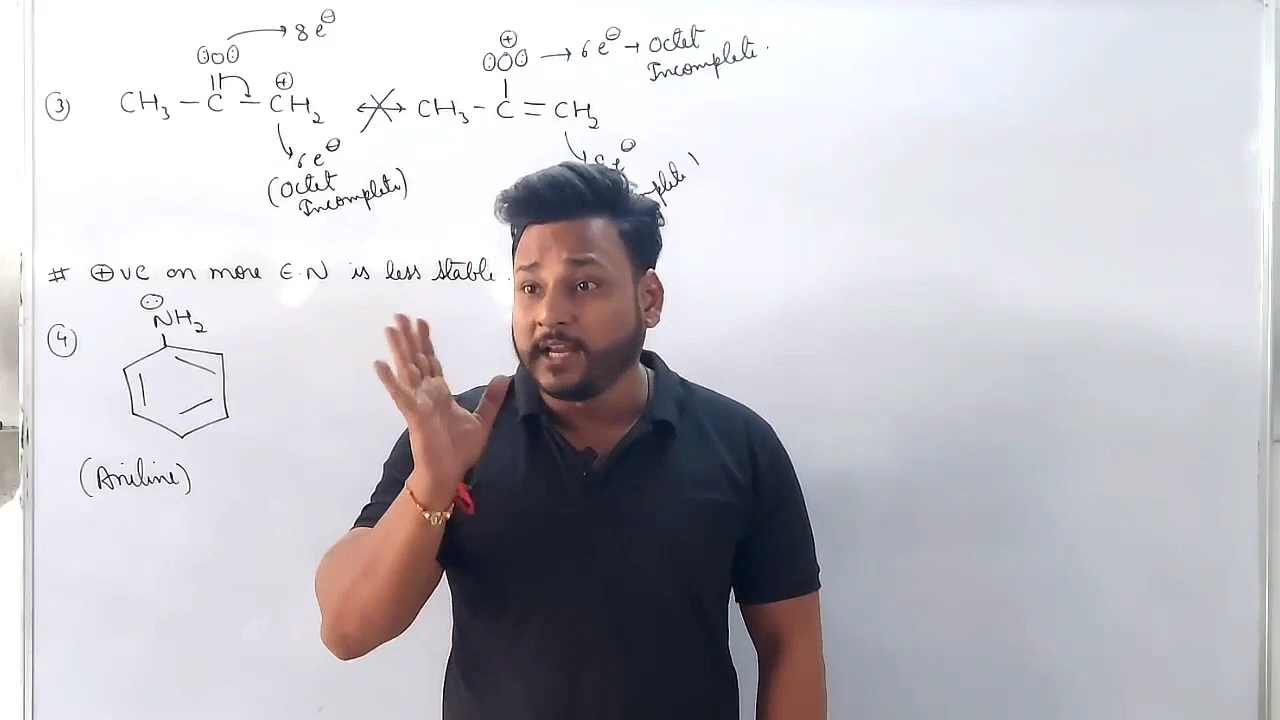 8e⊖
⊕
O → 6e⊖ → Octet
Incomplete.
③ CH3 – C – CH2 ↔ CH3 – C = CH2
⊕
6e⊖
(Octet
Incomplete)
# ⊕ve on more E.N is less stable.
④ NH2
(Aniline)